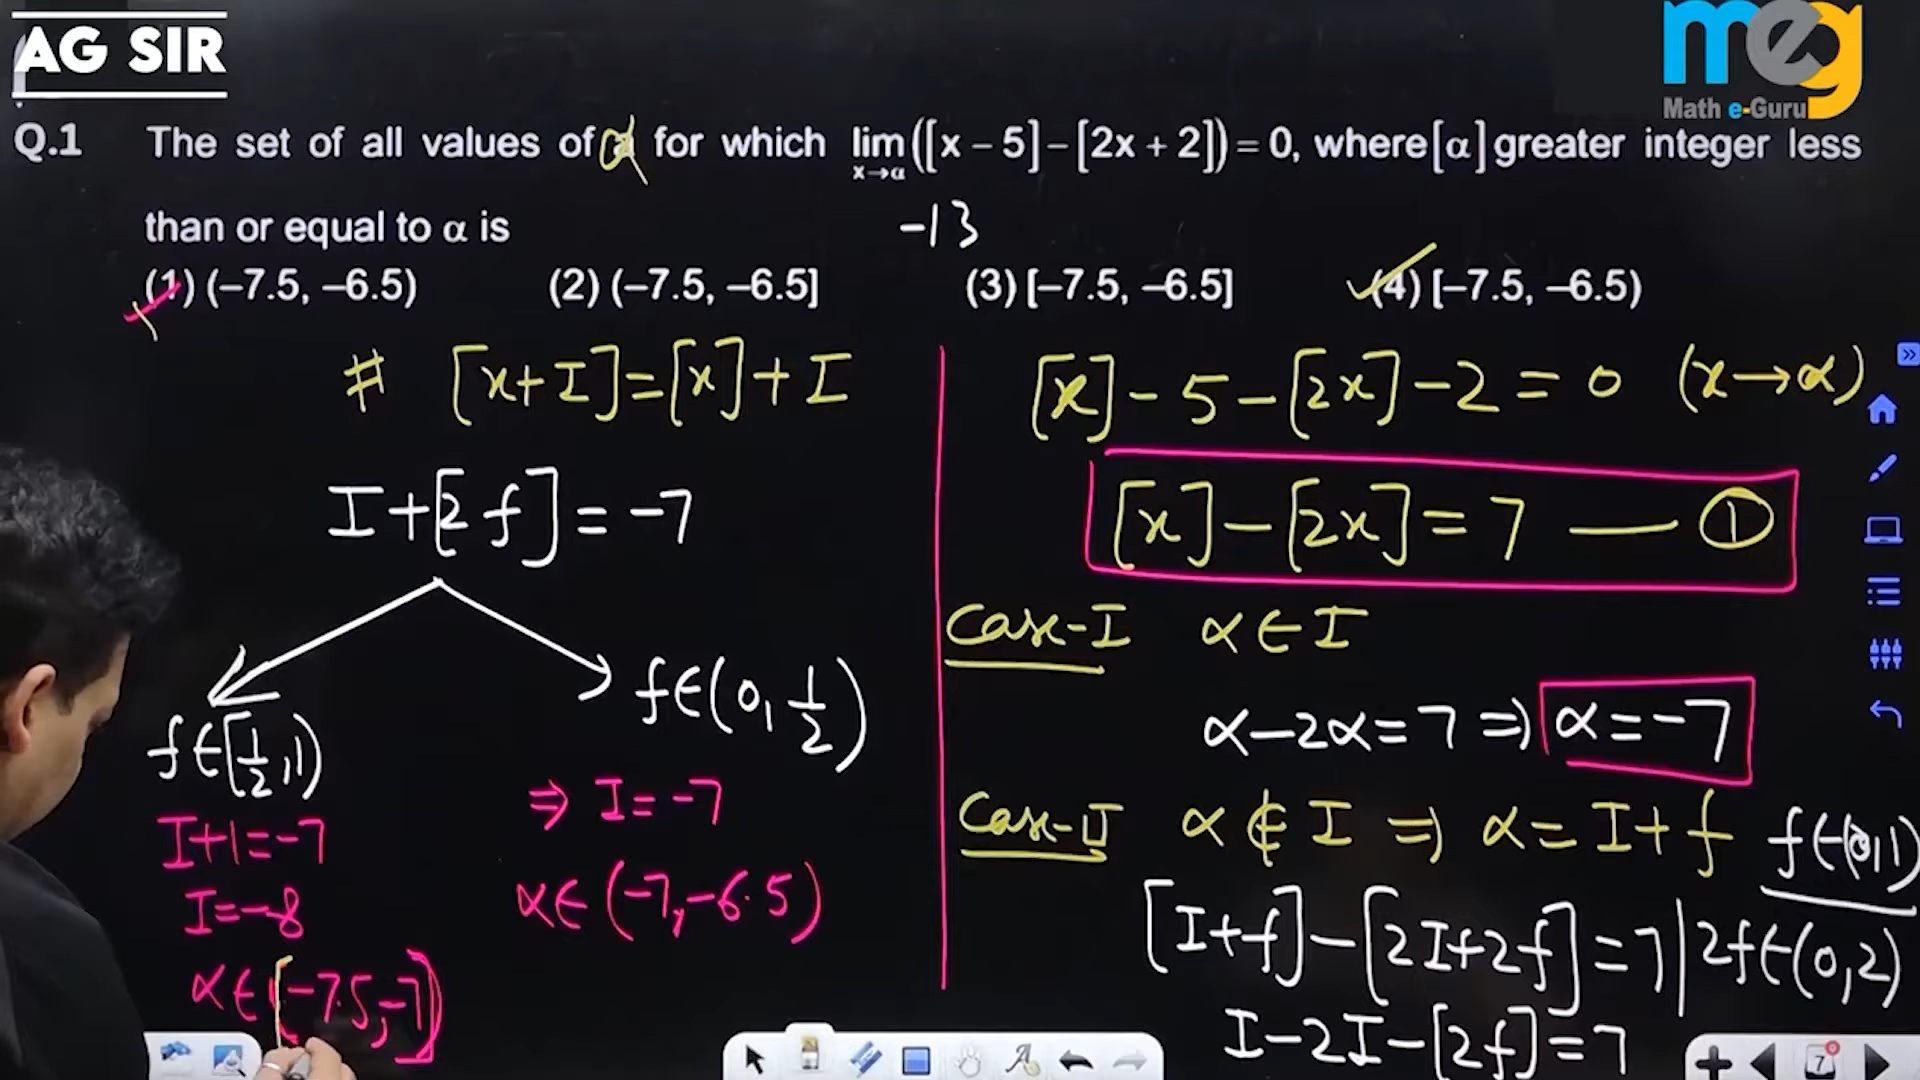 AG SIR
meg
Math e-Guru
Q.1 The set of all values of α for which lim x→α ([x – 5] – [2x + 2]) = 0, where [α] greater integer less
than or equal to α is
-13
(1) (–7.5, –6.5) (2) (–7.5, –6.5] (3) [–7.5, –6.5] (4) [–7.5, –6.5)
# [x+I]=[x]+I
I+[2f]=-7
f∈[1/2,1)
I+1=-7
I=-8
α∈[-7.5,-7)
f∈(0,1/2)
⇒ I=-7
α∈(-7,-6.5)
[x]-5-[2x]-2=0 (x→α)
[x]-[2x]=7 — ①
Case-I α∈I
α-2α=7 ⇒ α=-7
Case-II α∉I ⇒ α=I+f f∈(0,1)
[I+f]-[2I+2f]=7 | 2f∈(0,2)
I-2I-[2f]=7
7